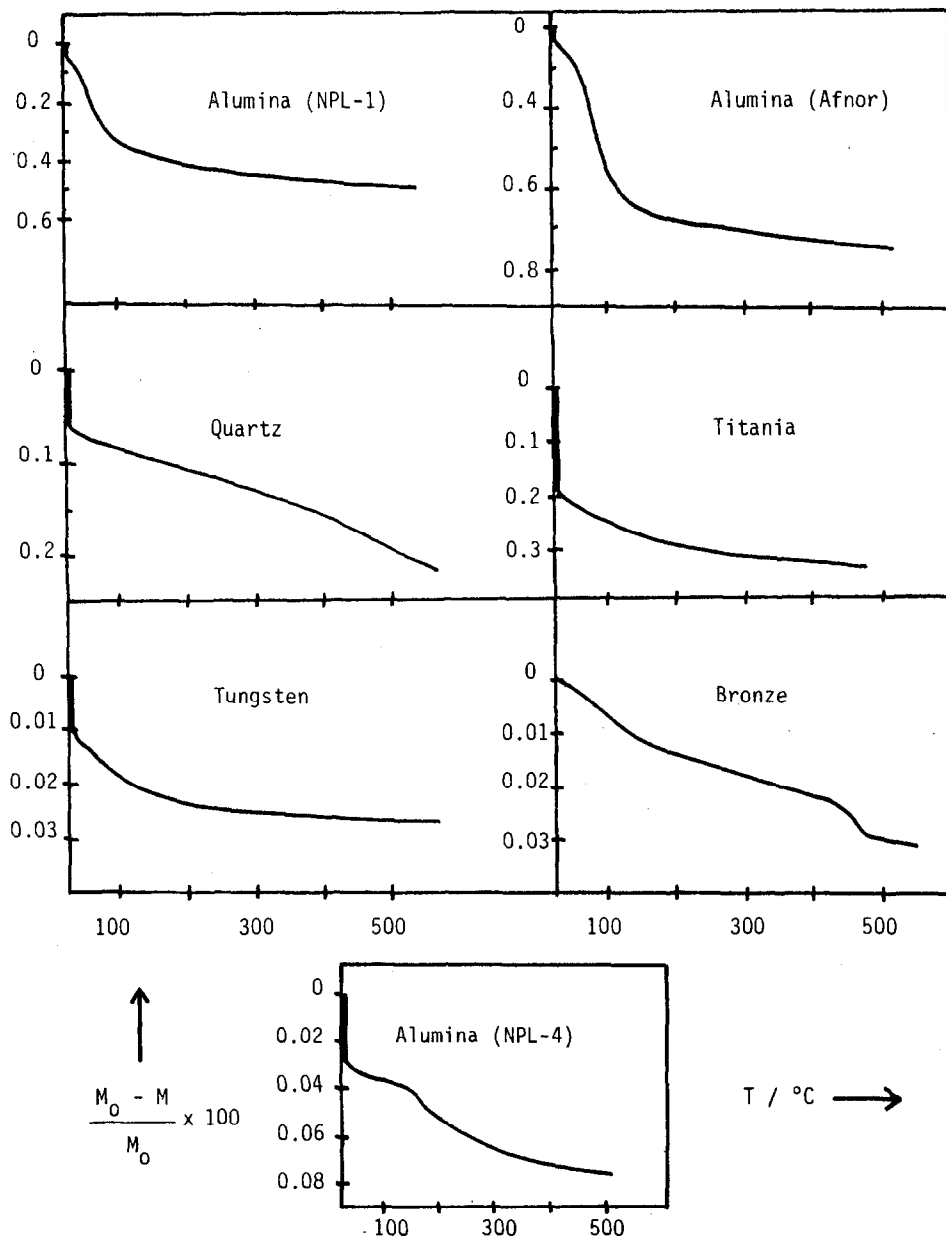 0
0.2
0.4
0.6
Alumina (NPL-1)
0
0.4
0.6
0.8
Alumina (Afnor)
0
0.1
0.2
Quartz
0
0.1
0.2
0.3
Titania
0
0.01
0.02
0.03
Tungsten
100 300 500
0
0.01
0.02
0.03
Bronze
100 300 500
0
0.02
0.04
0.06
0.08
Alumina (NPL-4)
100 300 500
M₀ - M
M₀
x 100
T / °C